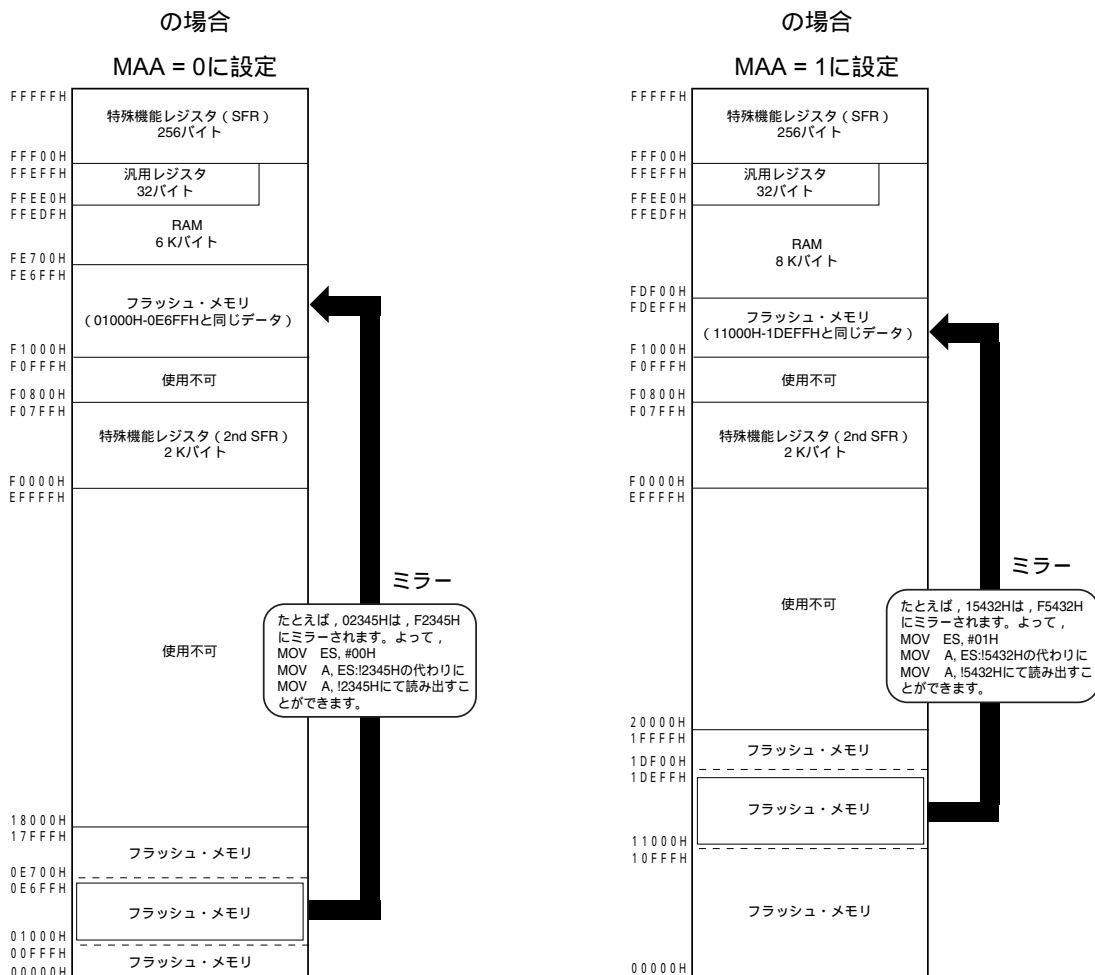 の場合
MAA = 0に設定
FFFFFH
特殊機能レジスタ（SFR）
256バイト
FFF00H
FFEFFH
汎用レジスタ
32バイト
FFEE0H
FFEDFH
RAM
6 Kバイト
FE700H
FE6FFH
フラッシュ・メモリ
（01000H-0E6FFHと同じデータ）
F1000H
F0FFFH
使用不可
F0800H
F07FFH
特殊機能レジスタ（2nd SFR）
2 Kバイト
F0000H
EFFFFH
ミラー
たとえば，02345Hは，F2345H
にミラーされます。よって，
MOV ES, #00H
MOV A, ES:!2345Hの代わりに
MOV A, !2345Hにて読み出すこ
とができます。
使用不可
18000H
17FFFH
フラッシュ・メモリ
0E700H
0E6FFH
フラッシュ・メモリ
01000H
00FFFH
フラッシュ・メモリ
00000H
の場合
MAA = 1に設定
FFFFFH
特殊機能レジスタ（SFR）
256バイト
FFF00H
FFEFFH
汎用レジスタ
32バイト
FFEE0H
FFEDFH
RAM
8 Kバイト
FDF00H
FDEFFH
フラッシュ・メモリ
（11000H-1DEFFHと同じデータ）
F1000H
F0FFFH
使用不可
F0800H
F07FFH
特殊機能レジスタ（2nd SFR）
2 Kバイト
F0000H
EFFFFH
ミラー
使用不可
たとえば，15432Hは，F5432H
にミラーされます。よって，
MOV ES, #01H
MOV A, ES:!5432Hの代わりに
MOV A, !5432Hにて読み出すこ
とができます。
20000H
1FFFFH
フラッシュ・メモリ
1DF00H
1DEFFH
フラッシュ・メモリ
11000H
10FFFH
フラッシュ・メモリ
00000H